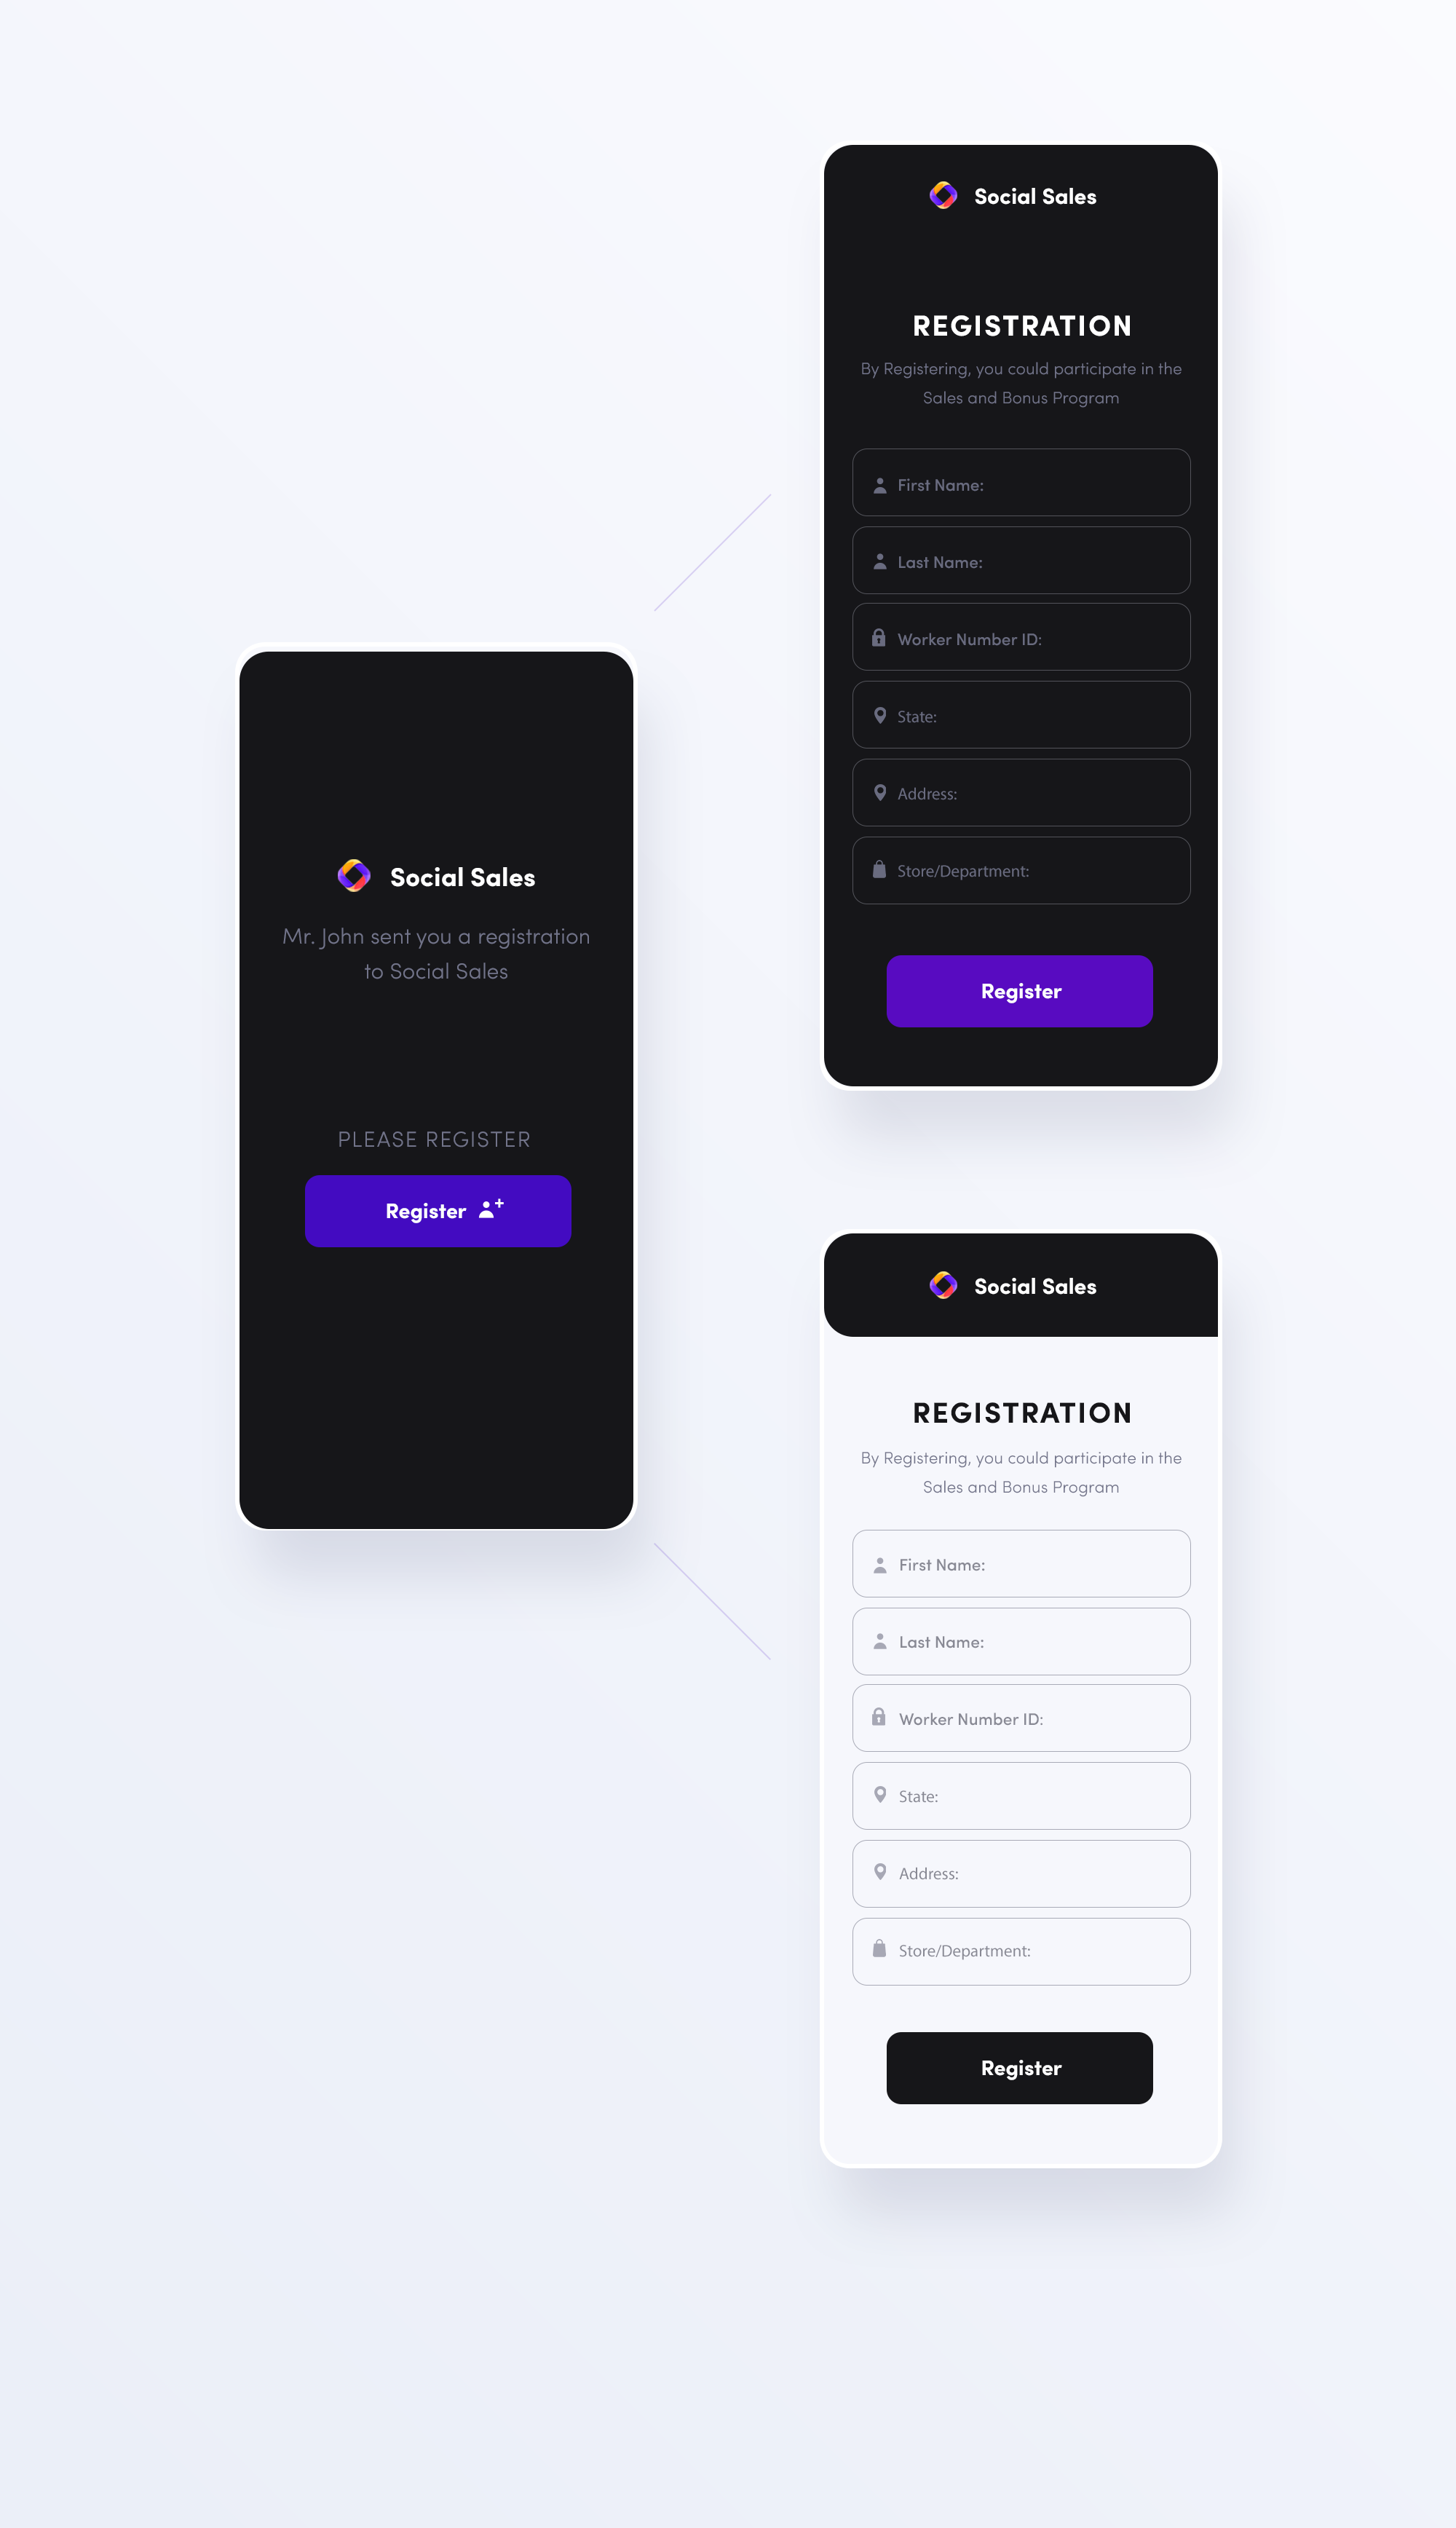 Social Sales
Mr. John sent you a registration
to Social Sales
PLEASE REGISTER
Register
Social Sales
REGISTRATION
By Registering, you could participate in the
Sales and Bonus Program
First Name:
Last Name:
Worker Number ID:
State:
Address:
Store/Department:
Register
Social Sales
REGISTRATION
By Registering, you could participate in the
Sales and Bonus Program
First Name:
Last Name:
Worker Number ID:
State:
Address:
Store/Department:
Register